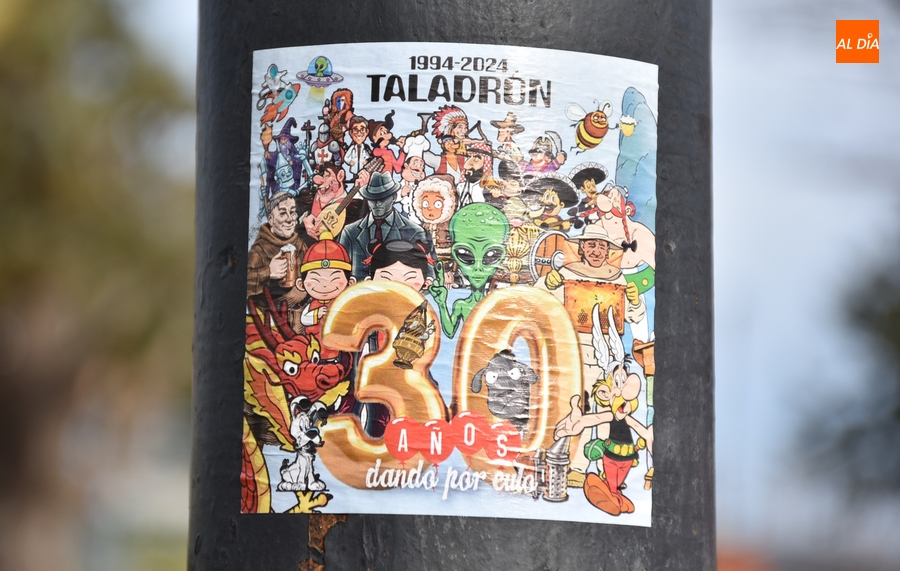 AL DÍA
1994-2024
TALADRÓN
30
AÑOS
dando por culo!